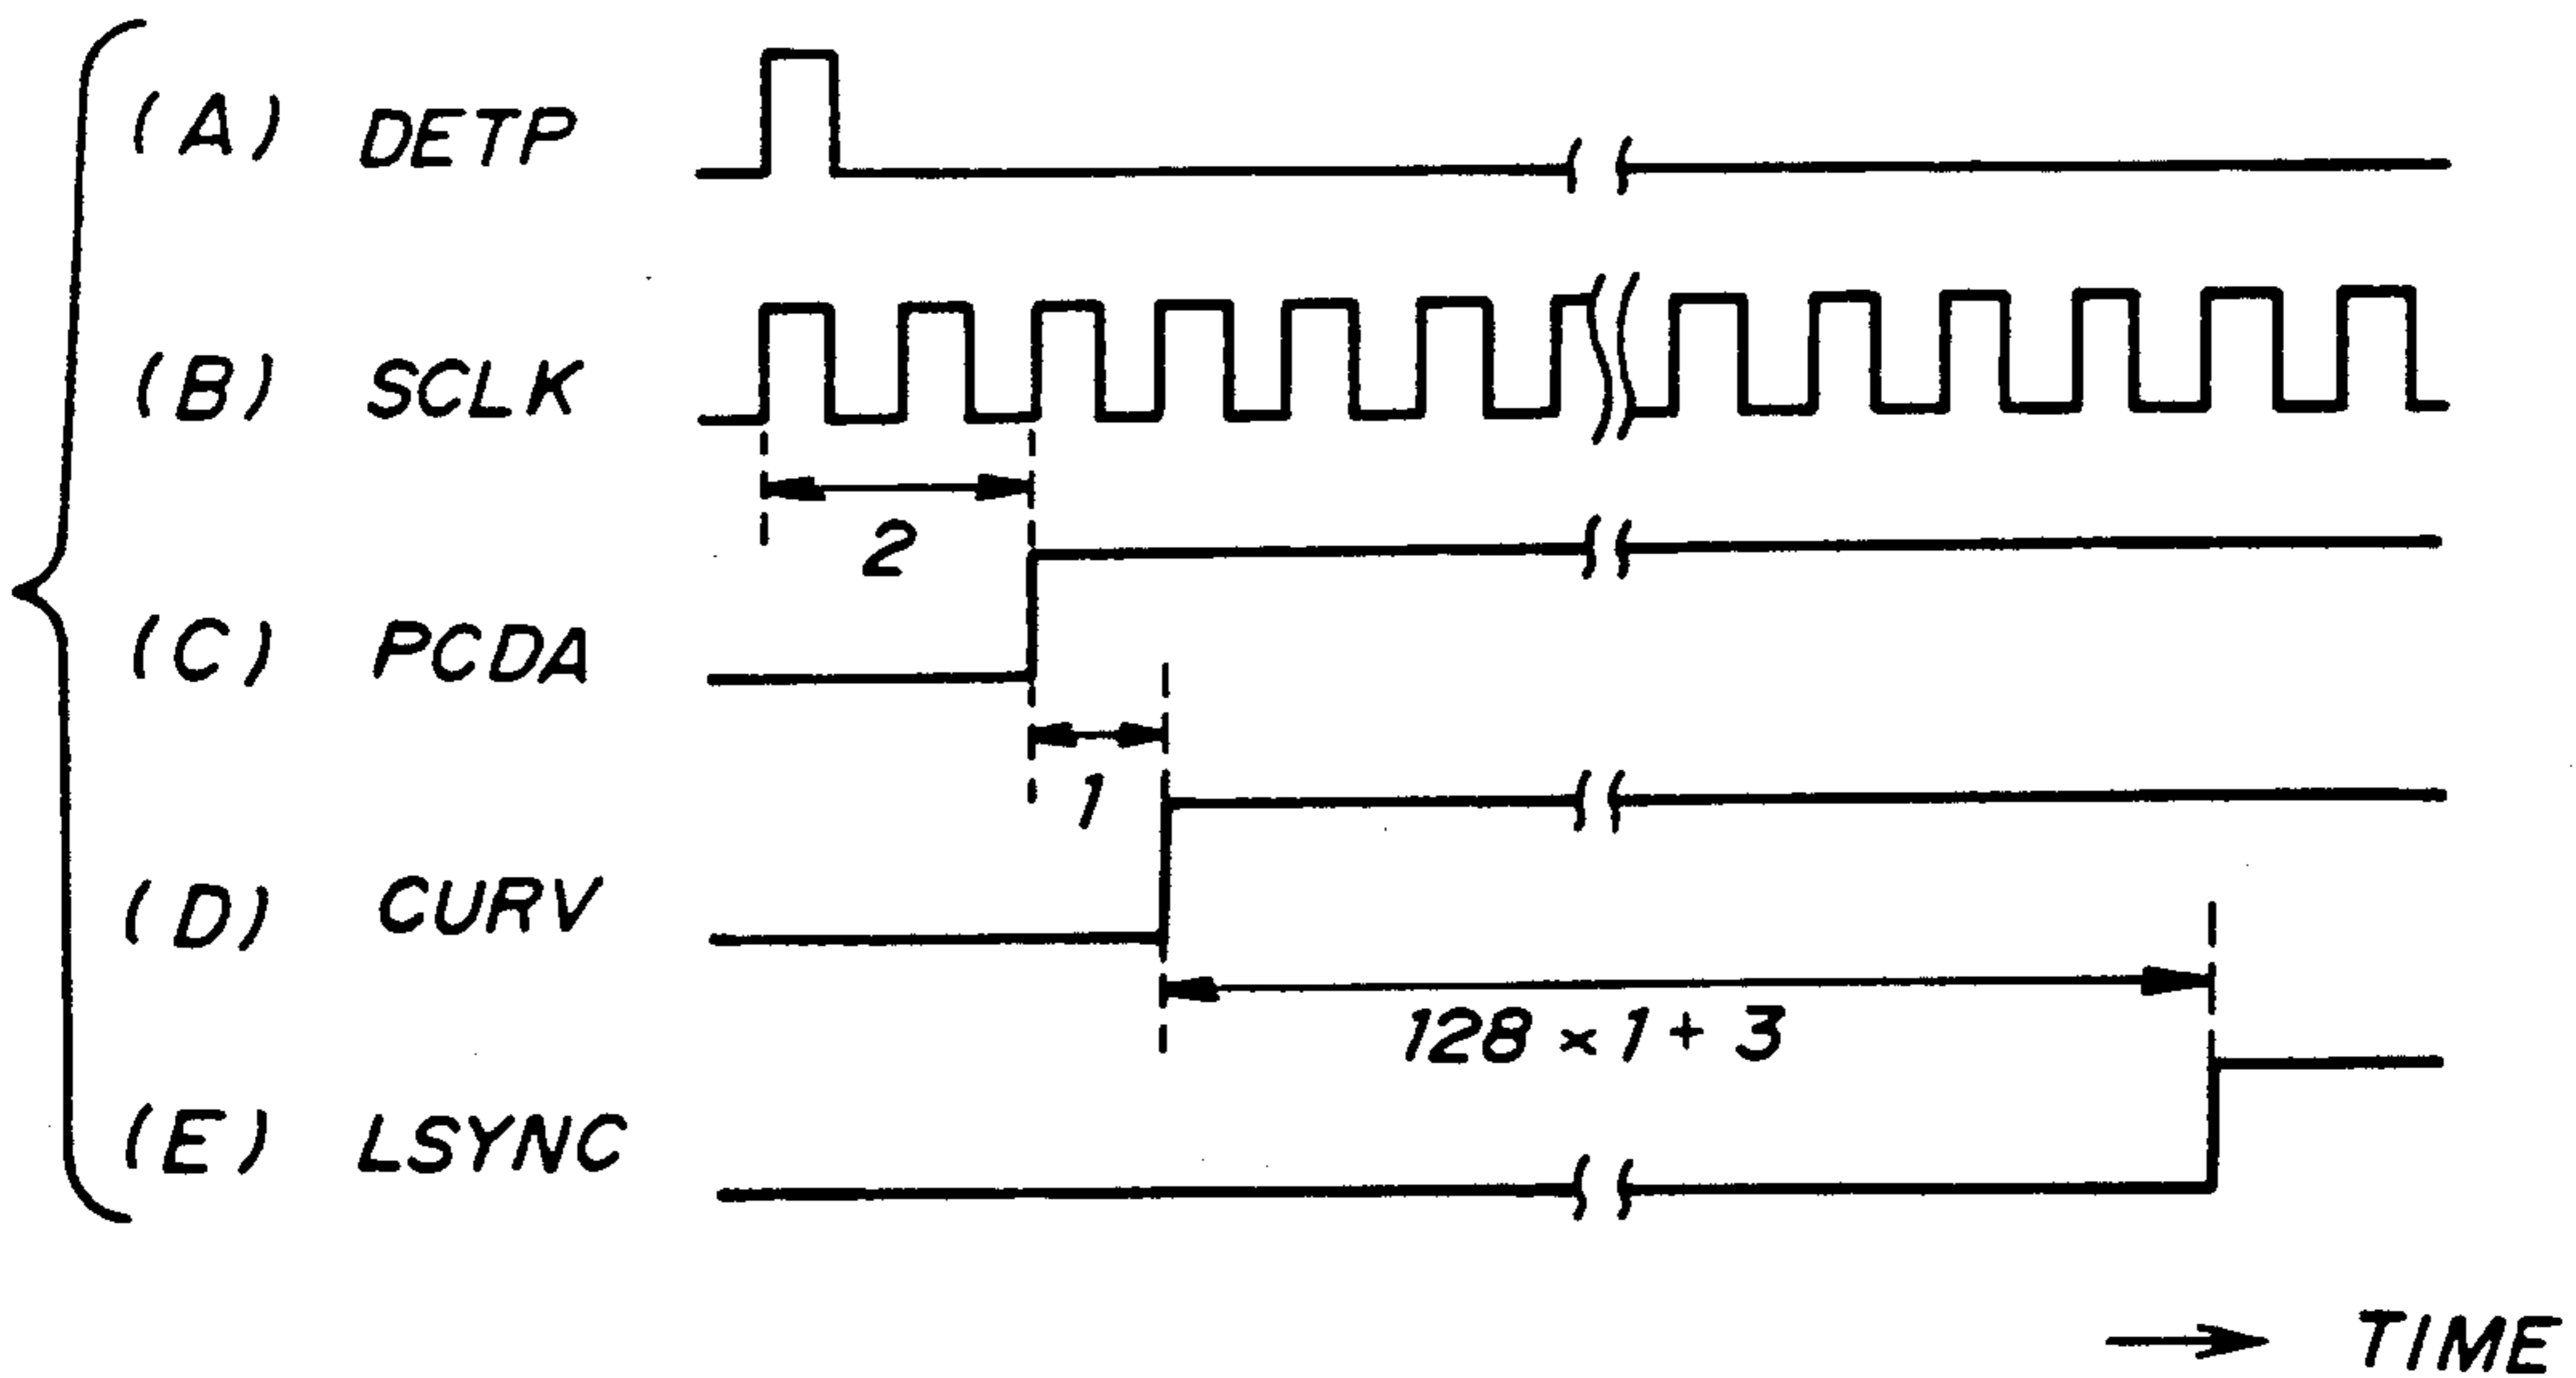 (A) DETP
(B) SCLK
2
(C) PCDA
1
(D) CURV
128 × 1 + 3
(E) LSYNC
→ TIME